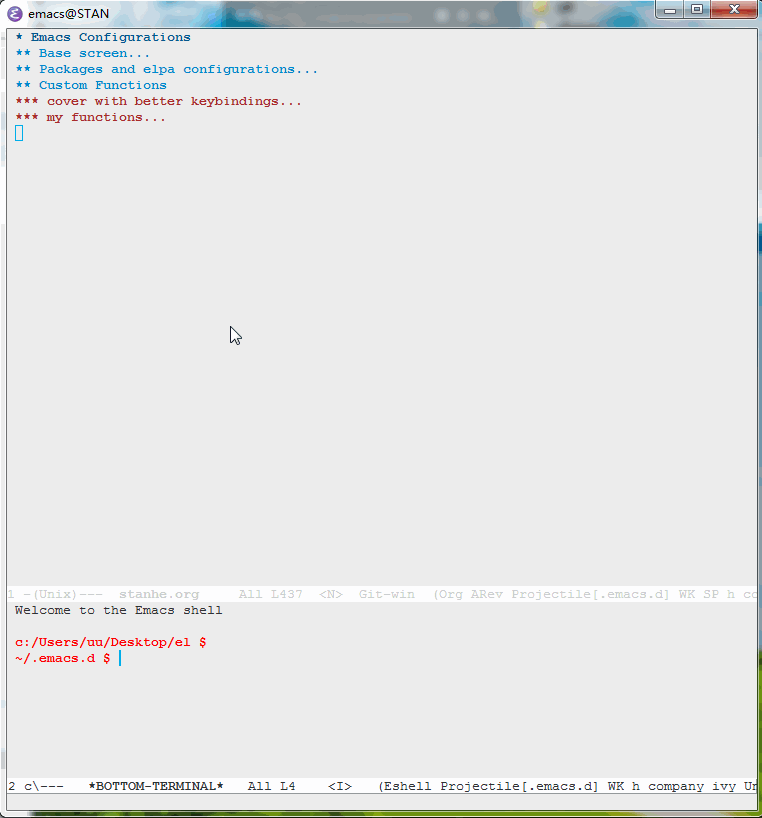 emacs@STAN
* Emacs Configurations
** Base screen...
** Packages and elpa configurations...
** Custom Functions
*** cover with better keybindings...
*** my functions...
1 -(Unix)--- stanhe.org All L437 <N> Git-win (Org ARev Projectile[.emacs.d] WK SP h co
Welcome to the Emacs shell
c:/Users/uu/Desktop/el $
~/.emacs.d $
2 c\--- *BOTTOM-TERMINAL* All L4 <I> (Eshell Projectile[.emacs.d] WK h company ivy Un